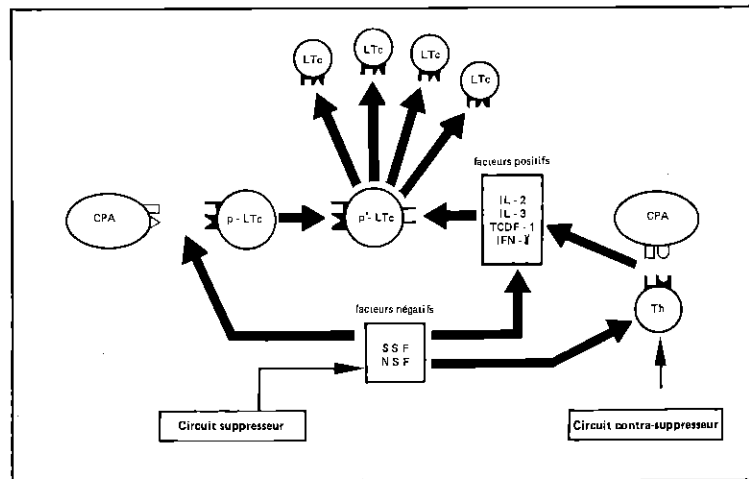 LTc
LTc
LTc
LTc
facteurs positifs
CPA
p - LTc
p'- LTc
IL - 2
IL - 3
TCDF - 1
IFN - ɣ
CPA
facteurs négatifs
Th
SSF
NSF
Circuit suppresseur
Circuit contra-suppresseur